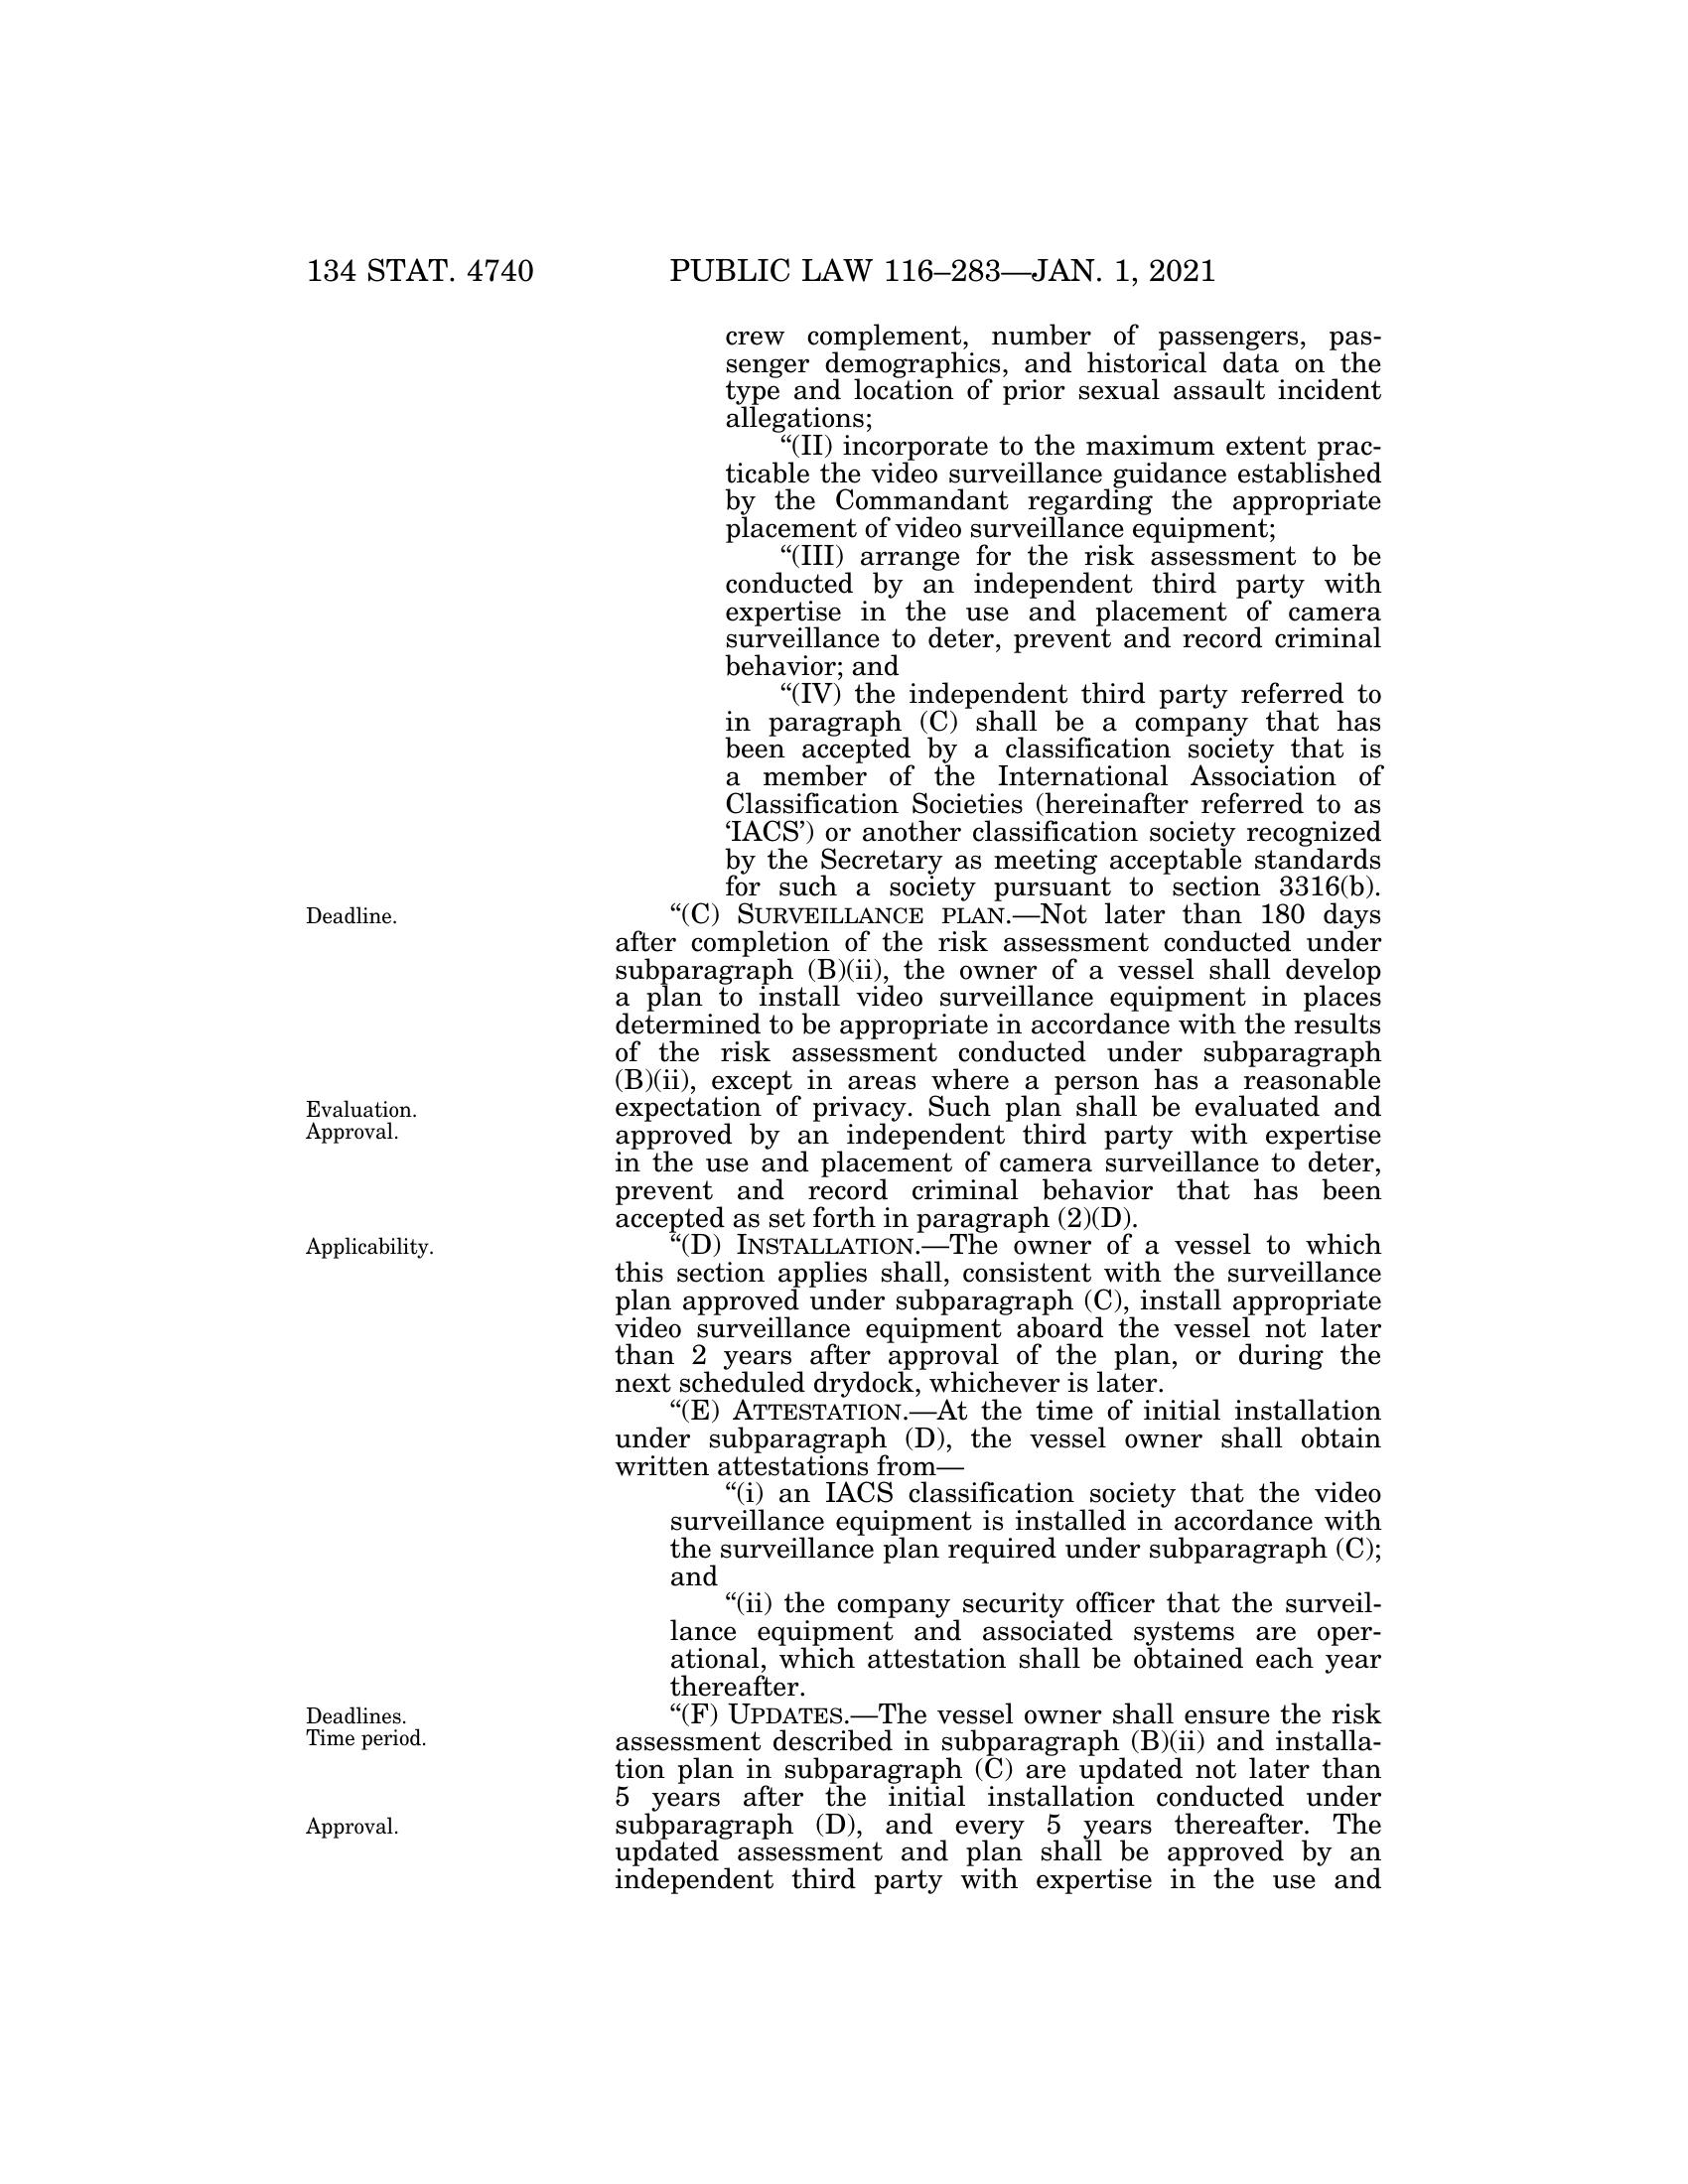 134 STAT. 4740
PUBLIC LAW 116–283—JAN. 1, 2021
crew complement, number of passengers, pas-
senger demographics, and historical data on the
type and location of prior sexual assault incident
allegations;
“(II) incorporate to the maximum extent prac-
ticable the video surveillance guidance established
by the Commandant regarding the appropriate
placement of video surveillance equipment;
“(III) arrange for the risk assessment to be
conducted by an independent third party with
expertise in the use and placement of camera
surveillance to deter, prevent and record criminal
behavior; and
“(IV) the independent third party referred to
in paragraph (C) shall be a company that has
been accepted by a classification society that is
a member of the International Association of
Classification Societies (hereinafter referred to as
‘IACS’) or another classification society recognized
by the Secretary as meeting acceptable standards
for such a society pursuant to section 3316(b).
Deadline.
“(C) SURVEILLANCE PLAN.—Not later than 180 days
after completion of the risk assessment conducted under
subparagraph (B)(ii), the owner of a vessel shall develop
a plan to install video surveillance equipment in places
determined to be appropriate in accordance with the results
of the risk assessment conducted under subparagraph
(B)(ii), except in areas where a person has a reasonable
Evaluation.
Approval.
expectation of privacy. Such plan shall be evaluated and
approved by an independent third party with expertise
in the use and placement of camera surveillance to deter,
prevent and record criminal behavior that has been
accepted as set forth in paragraph (2)(D).
Applicability.
“(D) INSTALLATION.—The owner of a vessel to which
this section applies shall, consistent with the surveillance
plan approved under subparagraph (C), install appropriate
video surveillance equipment aboard the vessel not later
than 2 years after approval of the plan, or during the
next scheduled drydock, whichever is later.
“(E) ATTESTATION.—At the time of initial installation
under subparagraph (D), the vessel owner shall obtain
written attestations from—
“(i) an IACS classification society that the video
surveillance equipment is installed in accordance with
the surveillance plan required under subparagraph (C);
and
“(ii) the company security officer that the surveil-
lance equipment and associated systems are oper-
ational, which attestation shall be obtained each year
thereafter.
Deadlines.
Time period.
“(F) UPDATES.—The vessel owner shall ensure the risk
assessment described in subparagraph (B)(ii) and installa-
tion plan in subparagraph (C) are updated not later than
5 years after the initial installation conducted under
Approval.
subparagraph (D), and every 5 years thereafter. The
updated assessment and plan shall be approved by an
independent third party with expertise in the use and